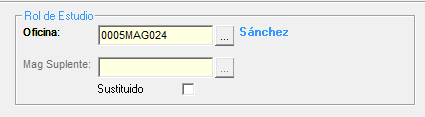 Rol de Estudio
Oficina: 0005MAG024 ... Sánchez
Mag Suplente: ...
Sustituido